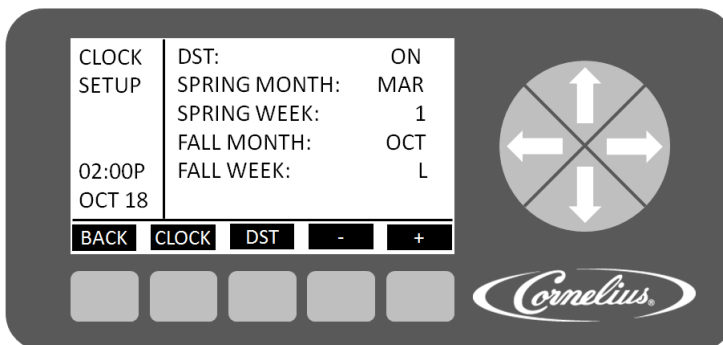 CLOCK
SETUP
02:00P
OCT 18
DST: ON
SPRING MONTH: MAR
SPRING WEEK: 1
FALL MONTH: OCT
FALL WEEK: L
BACK CLOCK DST - +
Cornelius®